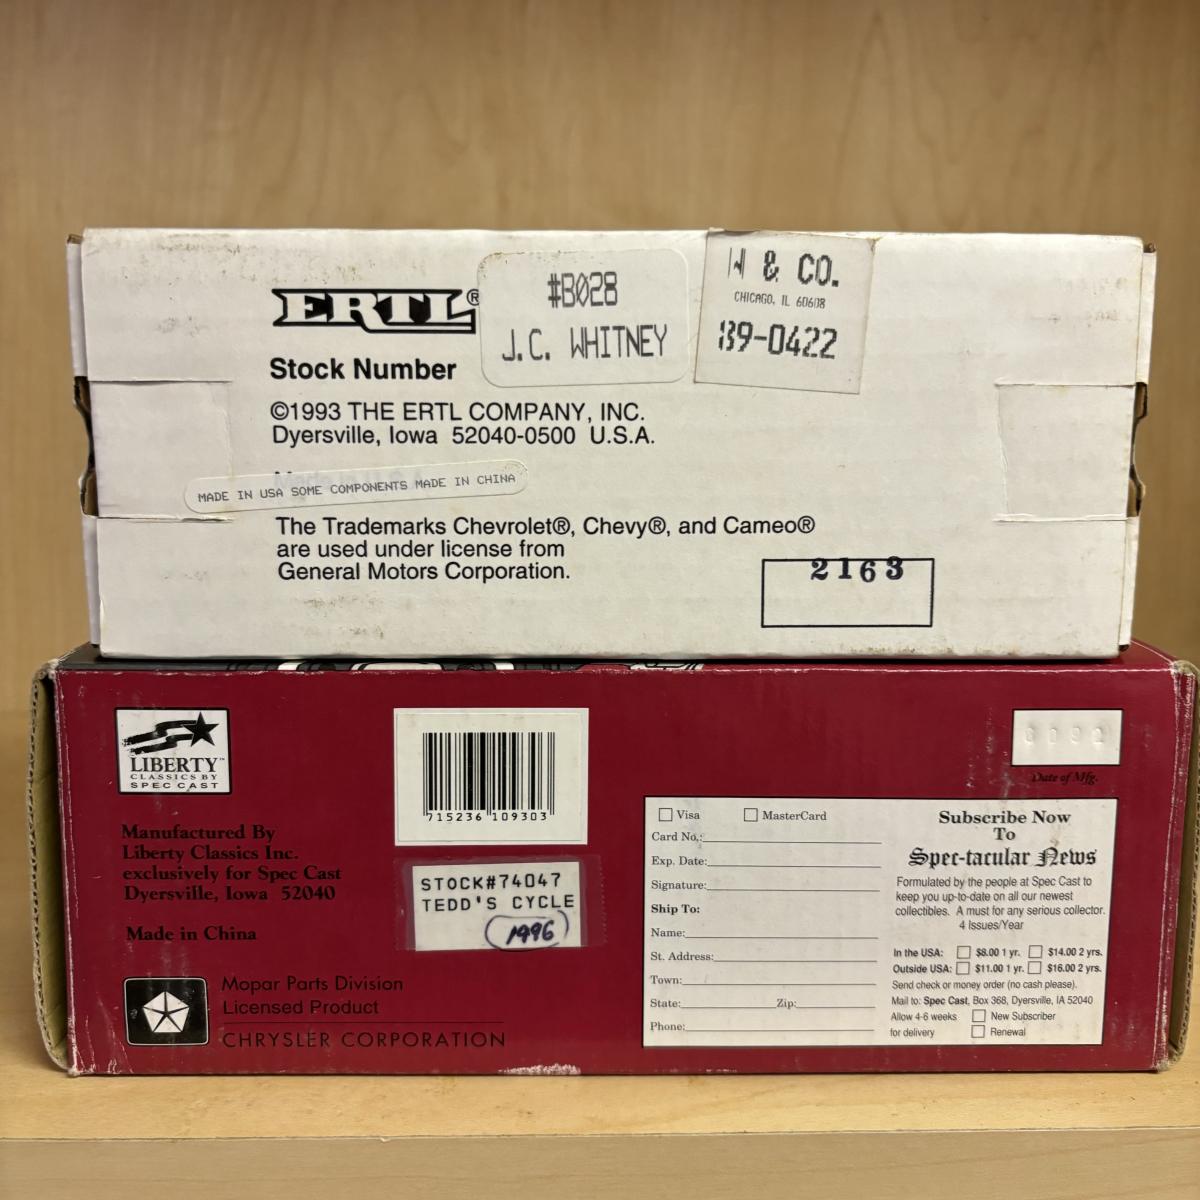 ERTL®
Stock Number
#B028
J.C. WHITNEY
& CO.
CHICAGO, IL 60608
39-0422
©1993 THE ERTL COMPANY, INC.
Dyersville, Iowa 52040-0500 U.S.A.
MADE IN USA SOME COMPONENTS MADE IN CHINA
The Trademarks Chevrolet®, Chevy®, and Cameo®
are used under license from
General Motors Corporation.
2163
LIBERTY™
CLASSICS BY
SPEC CAST
Manufactured By
Liberty Classics Inc.
exclusively for Spec Cast
Dyersville, Iowa 52040
Made in China
Mopar Parts Division
Licensed Product
CHRYSLER CORPORATION
715236 109303
STOCK#74047
TEDD'S CYCLE
1996
Date of Mfg.
Visa MasterCard
Card No.:
Exp. Date:
Signature:
Ship To:
Name:
St. Address:
Town:
State: Zip:
Phone:
Subscribe Now
To
Spec-tacular News
Formulated by the people at Spec Cast to
keep you up-to-date on all our newest
collectibles. A must for any serious collector.
4 Issues/Year
In the USA: $8.00 1 yr. $14.00 2 yrs.
Outside USA: $11.00 1 yr. $16.00 2 yrs.
Send check or money order (no cash please).
Mail to: Spec Cast, Box 368, Dyersville, IA 52040
Allow 4-6 weeks New Subscriber
for delivery Renewal